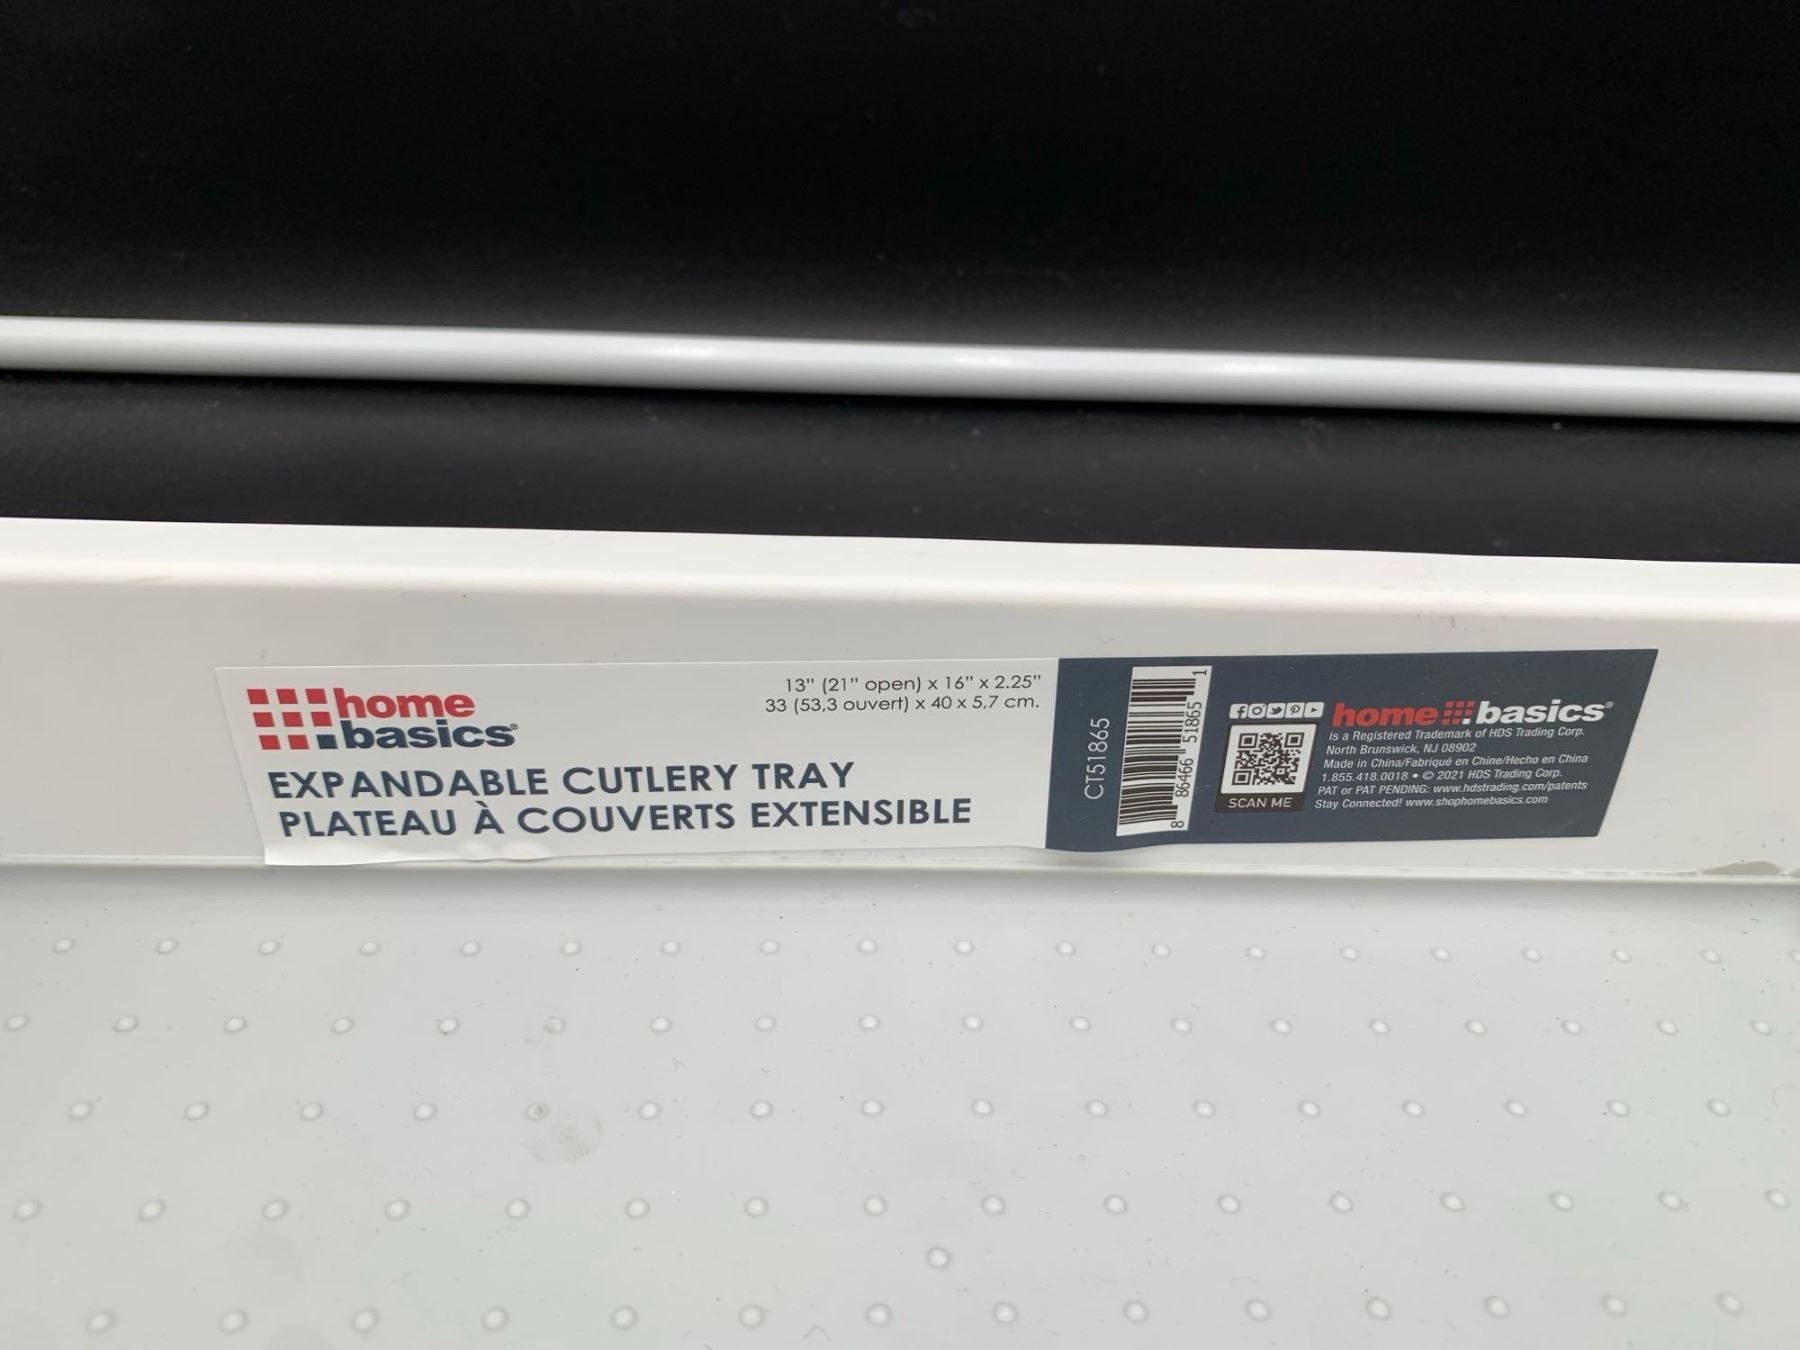 home
basics®
13" (21" open) x 16" x 2.25"
33 (53,3 ouvert) x 40 x 5,7 cm.
EXPANDABLE CUTLERY TRAY
PLATEAU À COUVERTS EXTENSIBLE
CT51865
8 86466 51865 1
SCAN ME
home basics®
is a Registered Trademark of HDS Trading Corp.
North Brunswick, NJ 08902
Made in China/Fabriqué en Chine/Hecho en China
1.855.418.0018 • © 2021 HDS Trading Corp.
PAT or PAT PENDING: www.hdstrading.com/patents
Stay Connected! www.shophomebasics.com